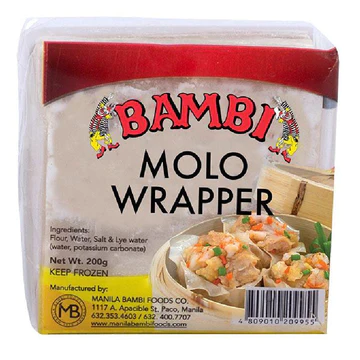 BAMBI
MOLO
WRAPPER
Ingredients:
Flour, Water, Salt & Lye water
(water, potassium carbonate)
Net Wt. 200g
KEEP FROZEN
Manufactured by:
MB
MANILA BAMBI FOODS CO.
1117 A. Apacible St. Paco, Manila
632.353.4603 / 632. 400.7707
www.manilabambifoods.com
4 809010 209955